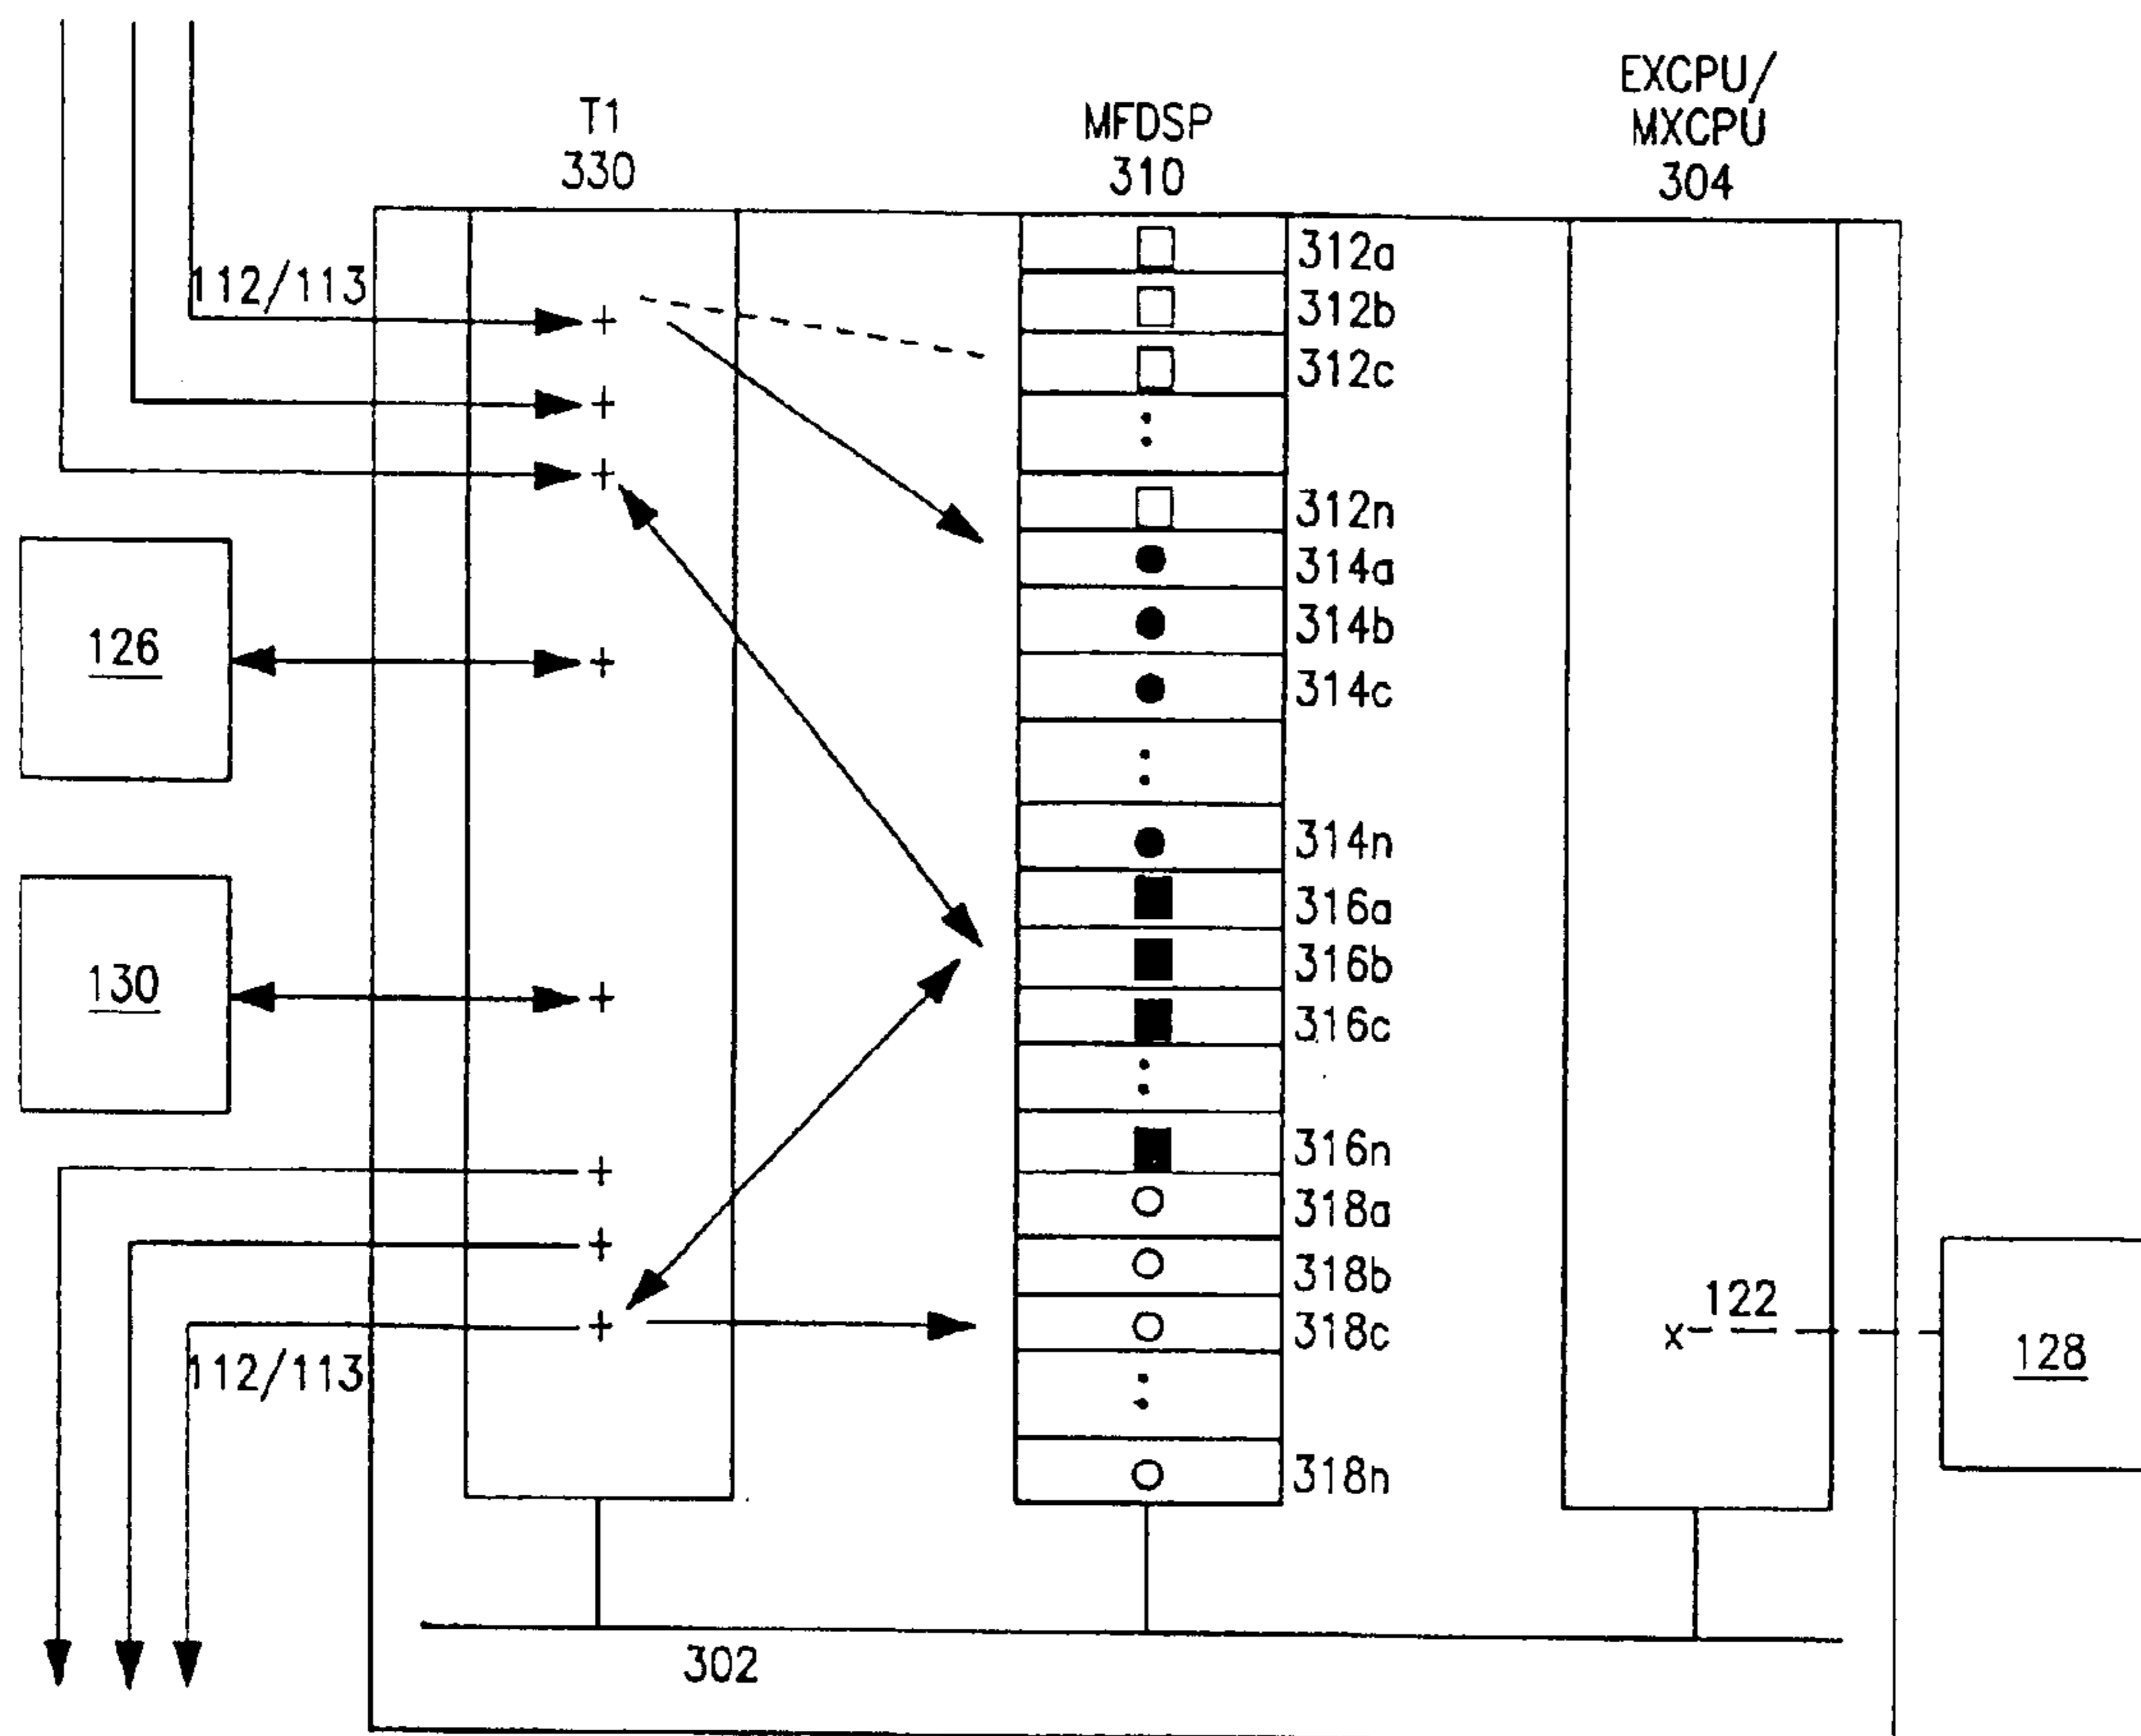 T1
330
MFDSP
310
EXCPU/
MXCPU
304
112/113
312a
312b
312c
312n
314a
314b
314c
314n
316a
316b
316c
316n
318a
318b
318c
318n
126
130
122
128
112/113
302